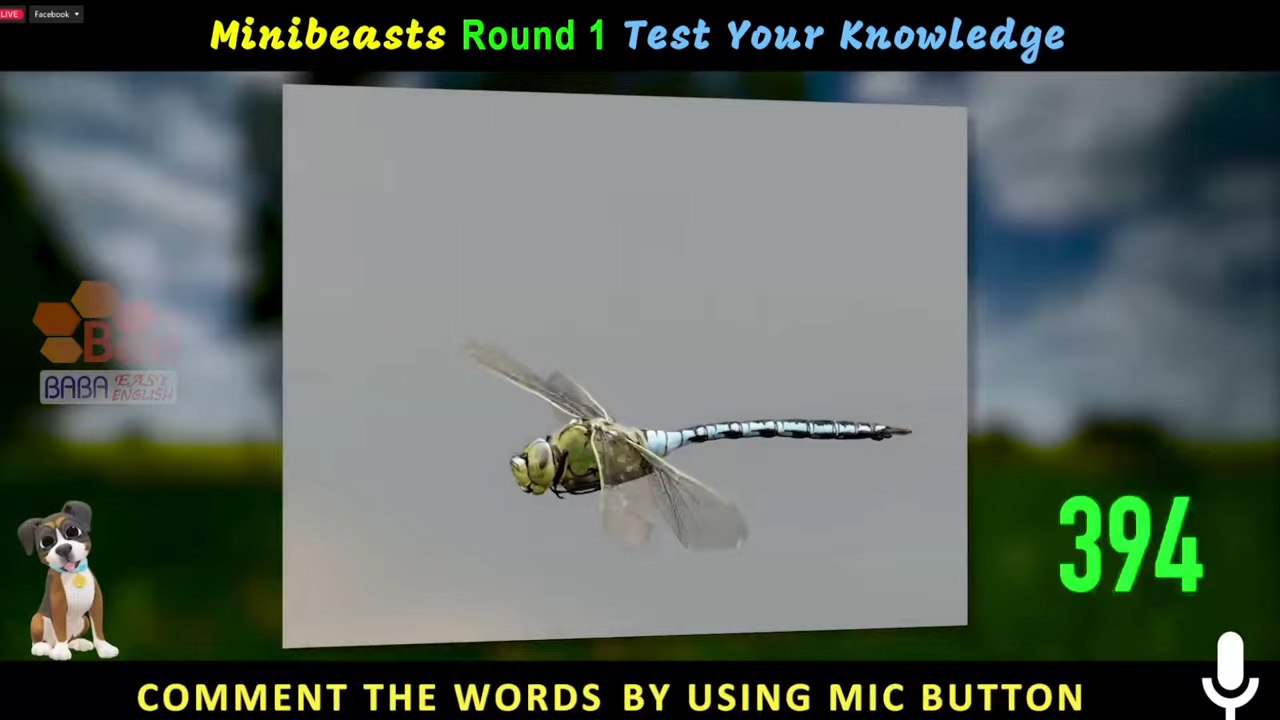 LIVE
Facebook
Minibeasts Round 1 Test Your Knowledge
Bee
BABA EASY ENGLISH
394
COMMENT THE WORDS BY USING MIC BUTTON